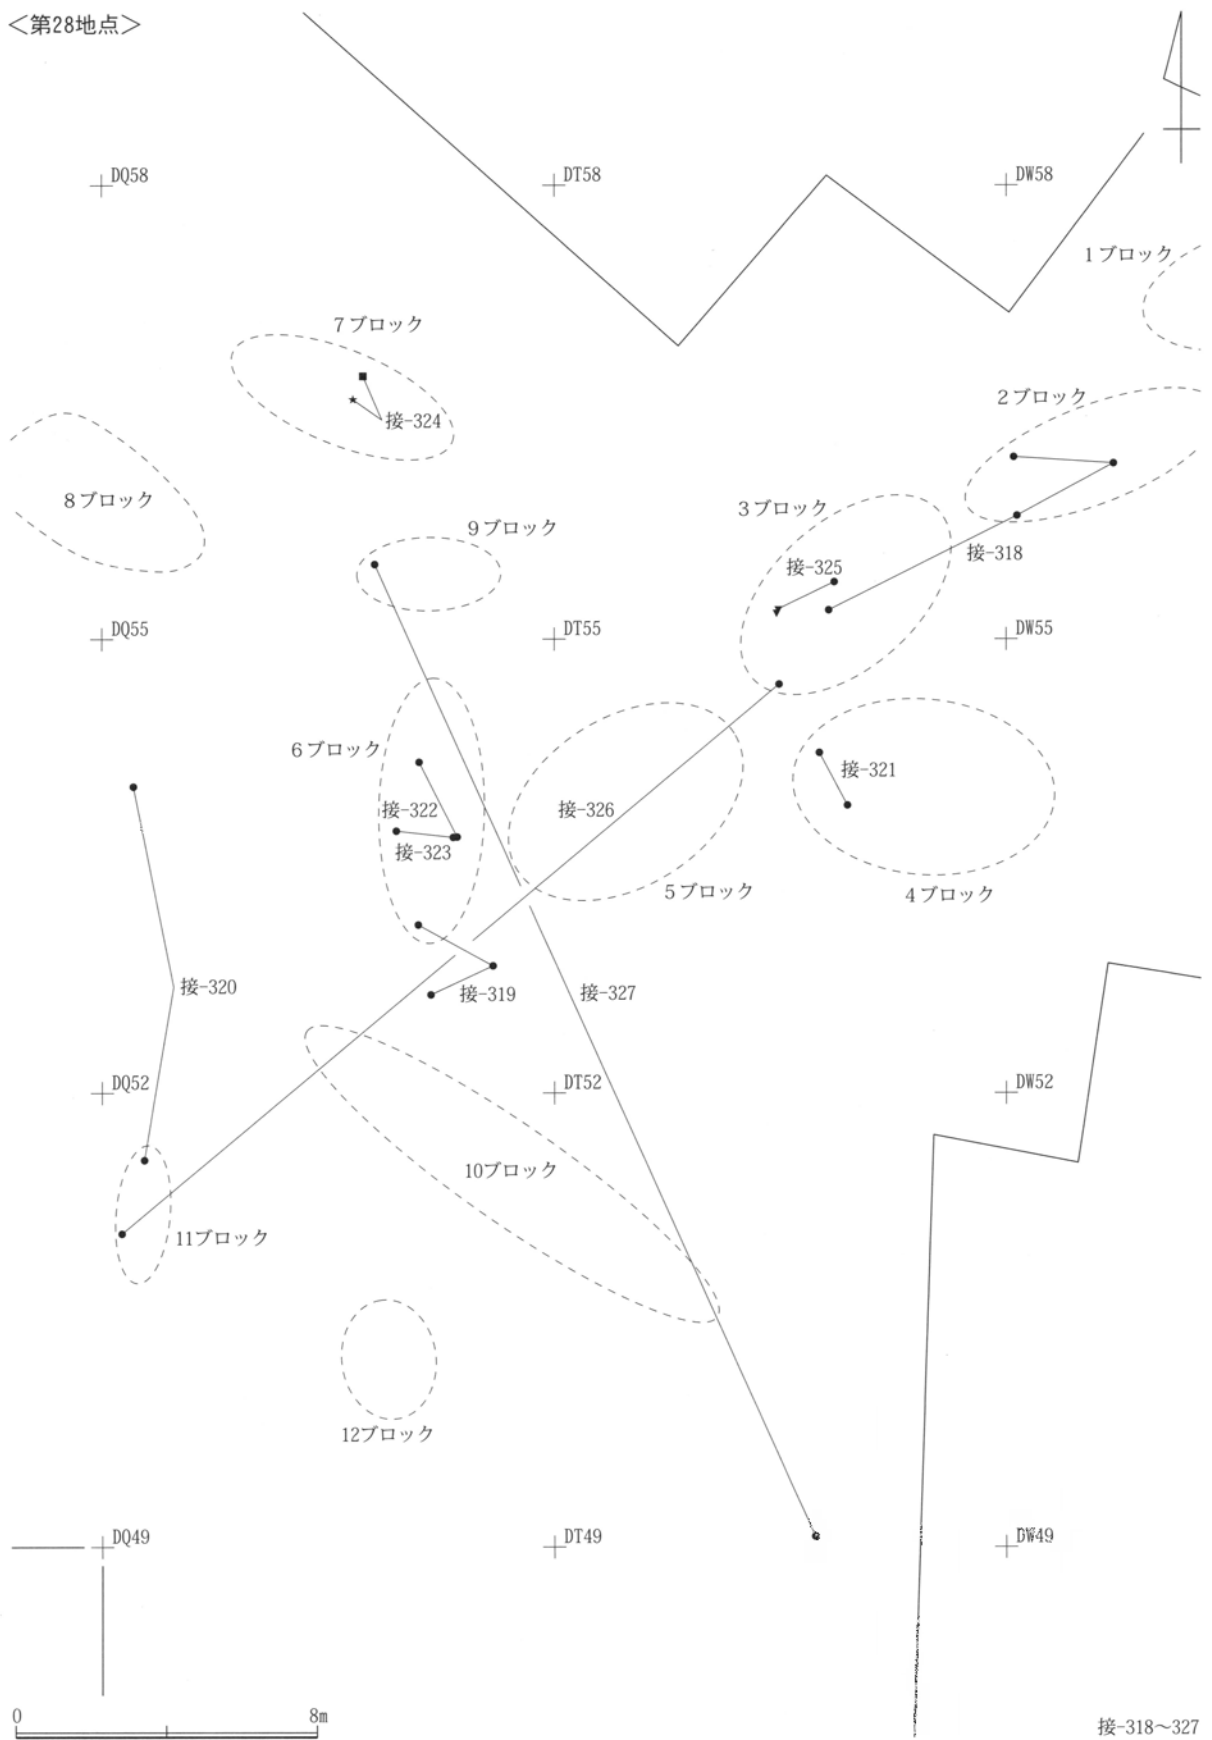 ＜第28地点＞
DQ58
DT58
DW58
1ブロック
7ブロック
2ブロック
接-324
8ブロック
3ブロック
9ブロック
接-318
接-325
DQ55
DT55
DW55
6ブロック
接-321
接-322
接-326
接-323
5ブロック
4ブロック
接-320
接-319
接-327
DQ52
DT52
DW52
10ブロック
11ブロック
12ブロック
DQ49
DT49
DW49
0
8m
接-318～327